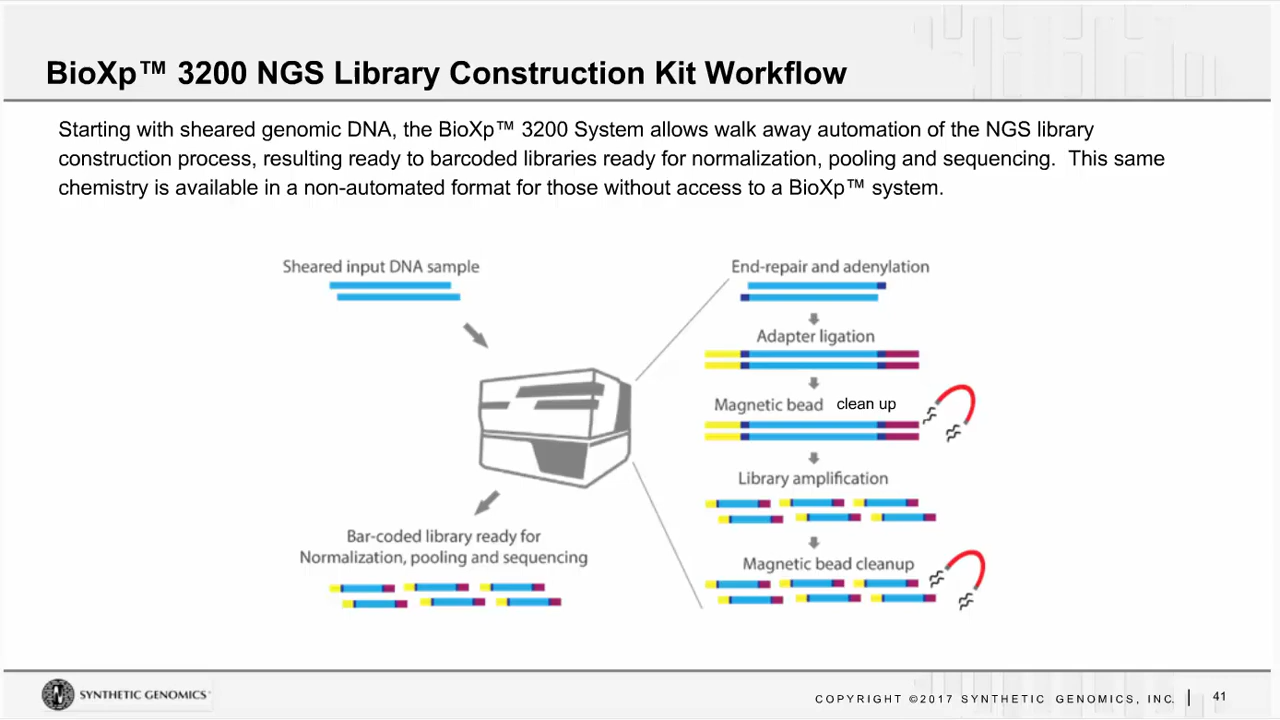 BioXp™ 3200 NGS Library Construction Kit Workflow
Starting with sheared genomic DNA, the BioXp™ 3200 System allows walk away automation of the NGS library
construction process, resulting ready to barcoded libraries ready for normalization, pooling and sequencing. This same
chemistry is available in a non-automated format for those without access to a BioXp™ system.
Sheared input DNA sample
Bar-coded library ready for
Normalization, pooling and sequencing
End-repair and adenylation
Adapter ligation
Magnetic bead clean up
Library amplification
Magnetic bead cleanup
SYNTHETIC GENOMICS
COPYRIGHT ©2017 SYNTHETIC GENOMICS, INC. | 41